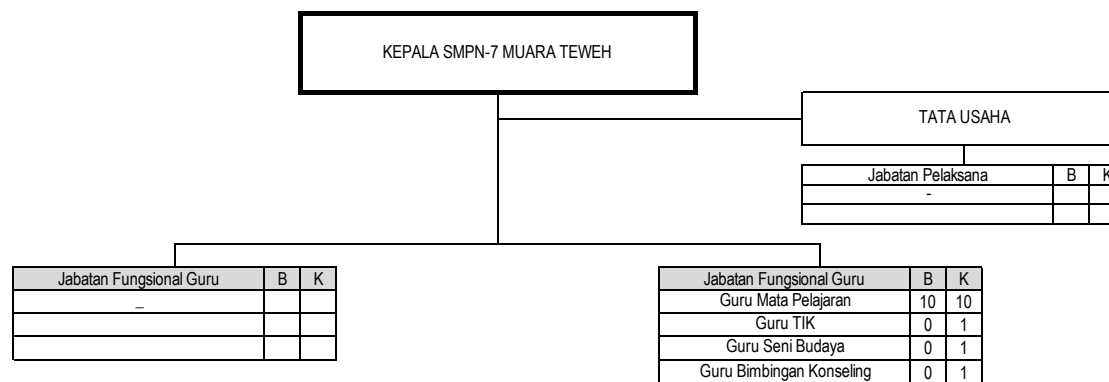 KEPALA SMPN-7 MUARA TEWEH
TATA USAHA
Jabatan Pelaksana B K
-
Jabatan Fungsional Guru B K
_
Jabatan Fungsional Guru B K
Guru Mata Pelajaran 10 10
Guru TIK 0 1
Guru Seni Budaya 0 1
Guru Bimbingan Konseling 0 1